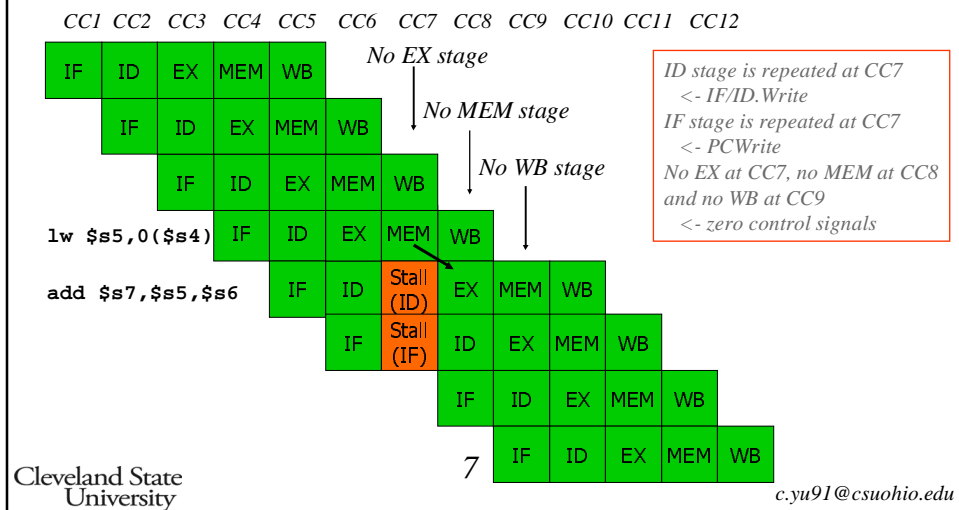 CC1 CC2 CC3 CC4 CC5 CC6 CC7 CC8 CC9 CC10 CC11 CC12
No EX stage
IF ID EX MEM WB
No MEM stage
IF ID EX MEM WB
No WB stage
IF ID EX MEM WB
lw $s5,0($s4) IF ID EX MEM WB
add $s7,$s5,$s6 IF ID Stall (ID) EX MEM WB
IF Stall (IF) ID EX MEM WB
IF ID EX MEM WB
IF ID EX MEM WB
ID stage is repeated at CC7
<- IF/ID.Write
IF stage is repeated at CC7
<- PCWrite
No EX at CC7, no MEM at CC8
and no WB at CC9
<- zero control signals
Cleveland State
University
7
c.yu91@csuohio.edu